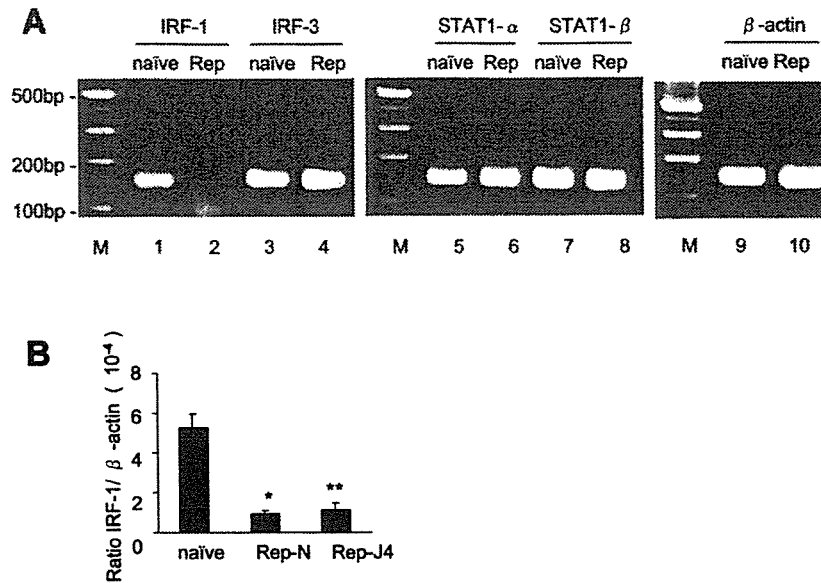 A
IRF-1 IRF-3 STAT1-α STAT1-β β-actin
naïve Rep naïve Rep naïve Rep naïve Rep naïve Rep
500bp -
200bp -
100bp -
M 1 2 3 4 M 5 6 7 8 M 9 10
B
Ratio IRF-1/ β-actin ( 10⁻⁴)
8
6
4
2
0
* **
naïve Rep-N Rep-J4